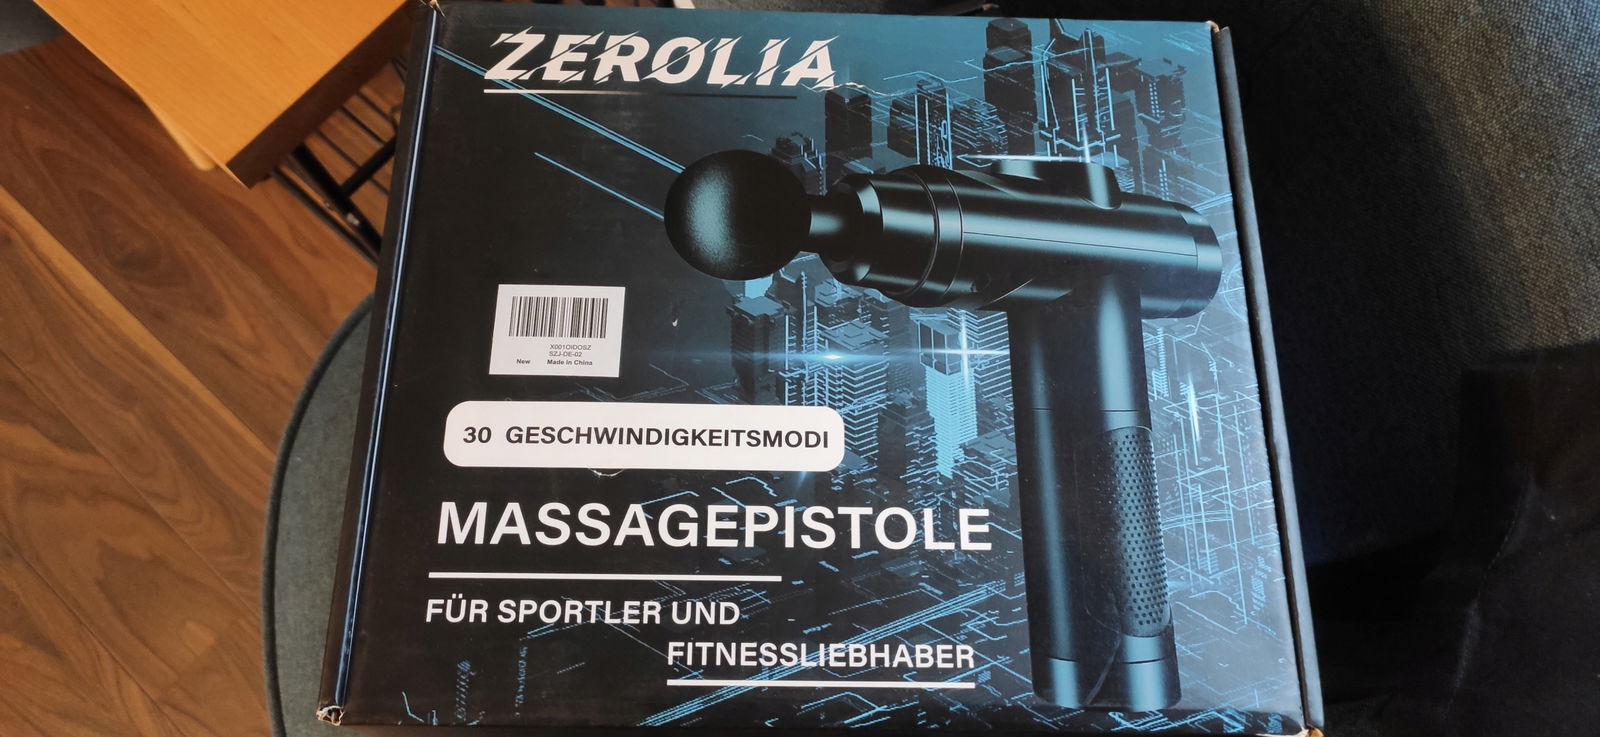 ZEROLIA
X001OIDOSZ
SZJ-DE-02
New Made in China
30 GESCHWINDIGKEITSMODI
MASSAGEPISTOLE
FÜR SPORTLER UND
FITNESSLIEBHABER